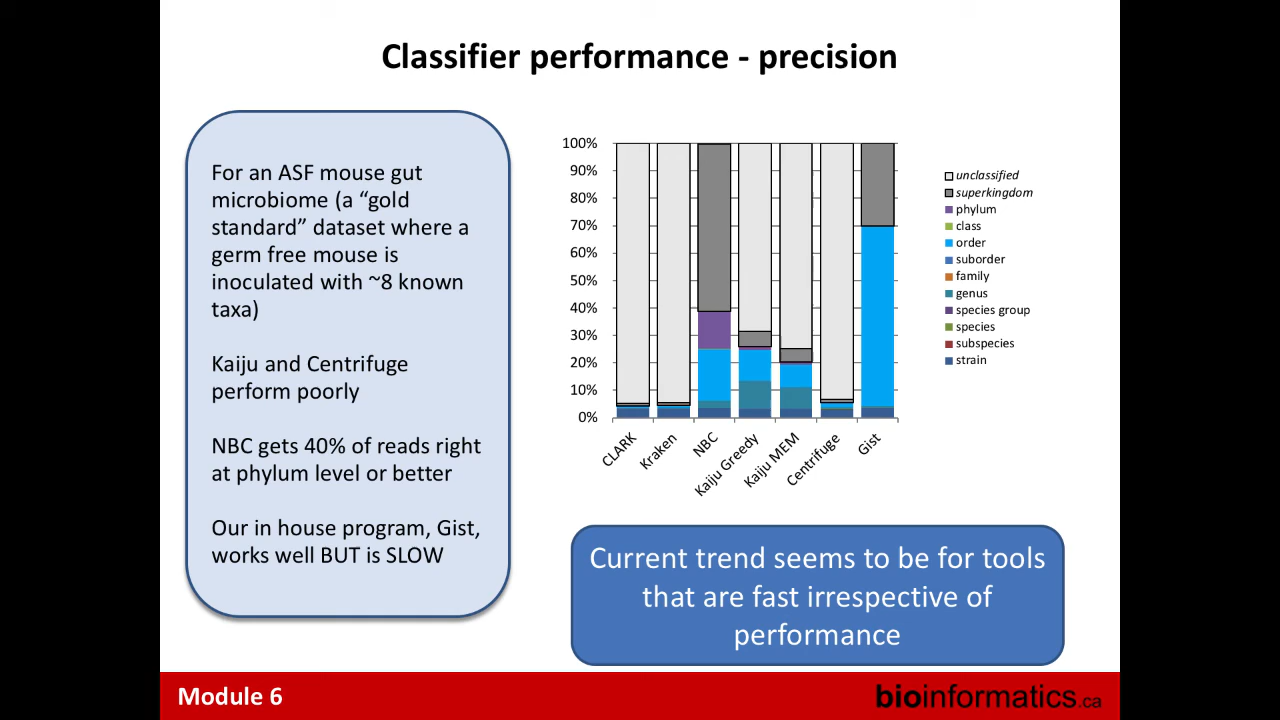 Classifier performance - precision
For an ASF mouse gut
microbiome (a “gold
standard” dataset where a
germ free mouse is
inoculated with ~8 known
taxa)
Kaiju and Centrifuge
perform poorly
NBC gets 40% of reads right
at phylum level or better
Our in house program, Gist,
works well BUT is SLOW
100%
90%
80%
70%
60%
50%
40%
30%
20%
10%
0%
CLARK
Kraken
NBC
Kaiju Greedy
Kaiju MEM
Centrifuge
Gist
unclassified
superkingdom
phylum
class
order
suborder
family
genus
species group
species
subspecies
strain
Current trend seems to be for tools
that are fast irrespective of
performance
Module 6
bioinformatics.ca